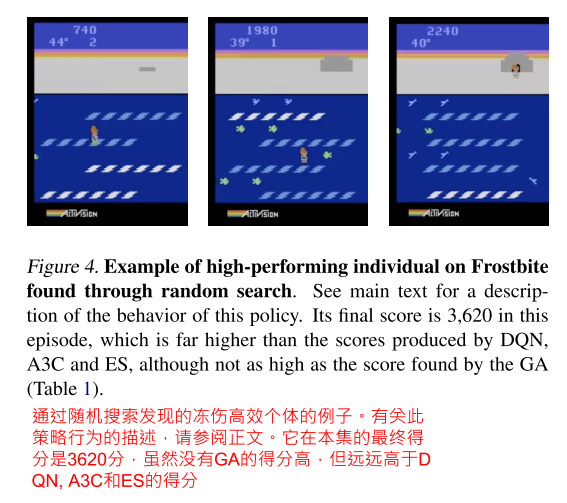 740
44° 2
1980
39° 1
2240
40°
ACTIVISION
ACTIVISION
ACTIVISION
Figure 4. Example of high-performing individual on Frostbite
found through random search. See main text for a descrip-
tion of the behavior of this policy. Its final score is 3,620 in this
episode, which is far higher than the scores produced by DQN,
A3C and ES, although not as high as the score found by the GA
(Table 1).
通过随机搜索发现的冻伤高效个体的例子。有关此
策略行为的描述，请参阅正文。它在本集的最终得
分是3620分，虽然没有GA的得分高，但远远高于D
QN, A3C和ES的得分